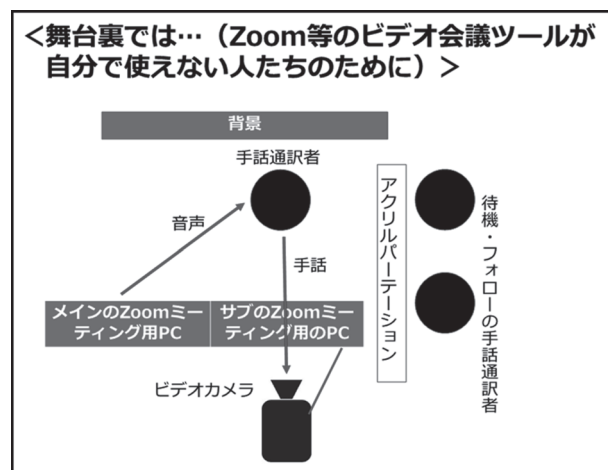 ＜舞台裏では…（Zoom等のビデオ会議ツールが
自分で使えない人たちのために）＞
背景
手話通訳者
音声
手話
メインのZoomミー
ティング用PC
サブのZoomミー
ティング用のPC
ビデオカメラ
アクリルパーテーション
待機・フォローの手話通訳者